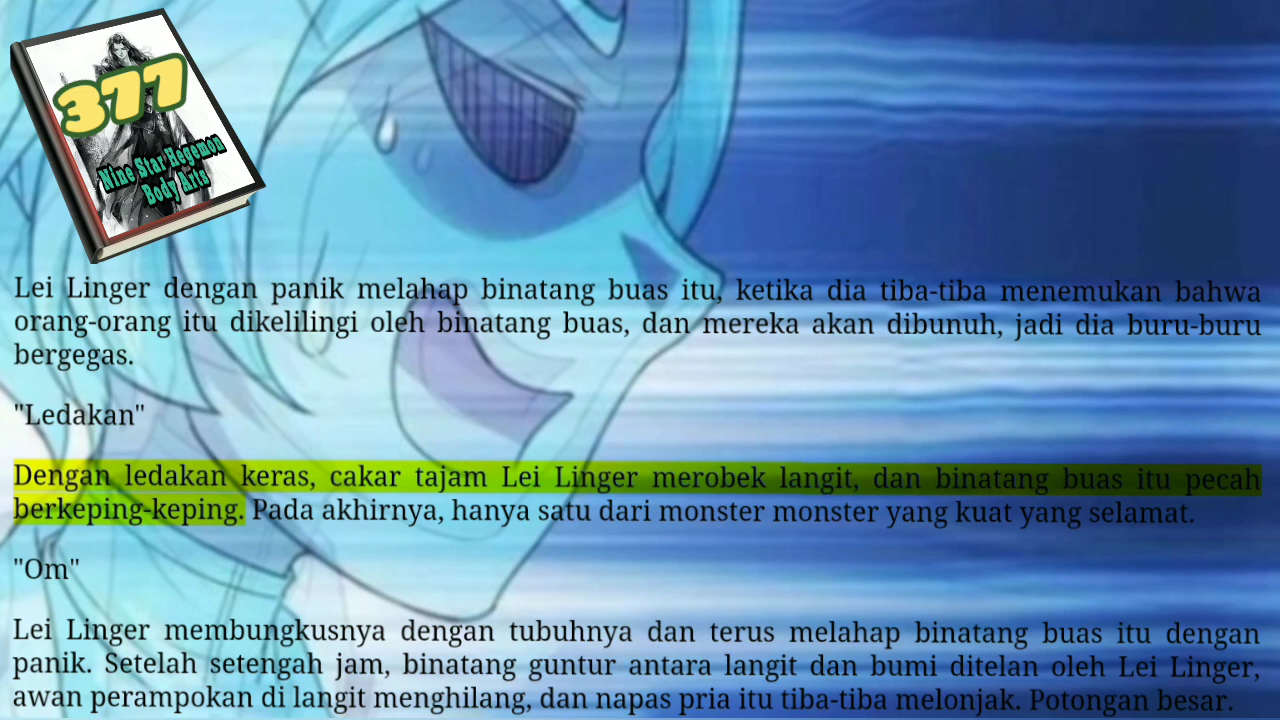 377
Nine Star Hegemon
Body Arts
Lei Linger dengan panik melahap binatang buas itu, ketika dia tiba-tiba menemukan bahwa
orang-orang itu dikelilingi oleh binatang buas, dan mereka akan dibunuh, jadi dia buru-buru
bergegas.
"Ledakan"
Dengan ledakan keras, cakar tajam Lei Linger merobek langit, dan binatang buas itu pecah
berkeping-keping. Pada akhirnya, hanya satu dari monster monster yang kuat yang selamat.
"Om"
Lei Linger membungkusnya dengan tubuhnya dan terus melahap binatang buas itu dengan
panik. Setelah setengah jam, binatang guntur antara langit dan bumi ditelan oleh Lei Linger,
awan perampokan di langit menghilang, dan napas pria itu tiba-tiba melonjak. Potongan besar.